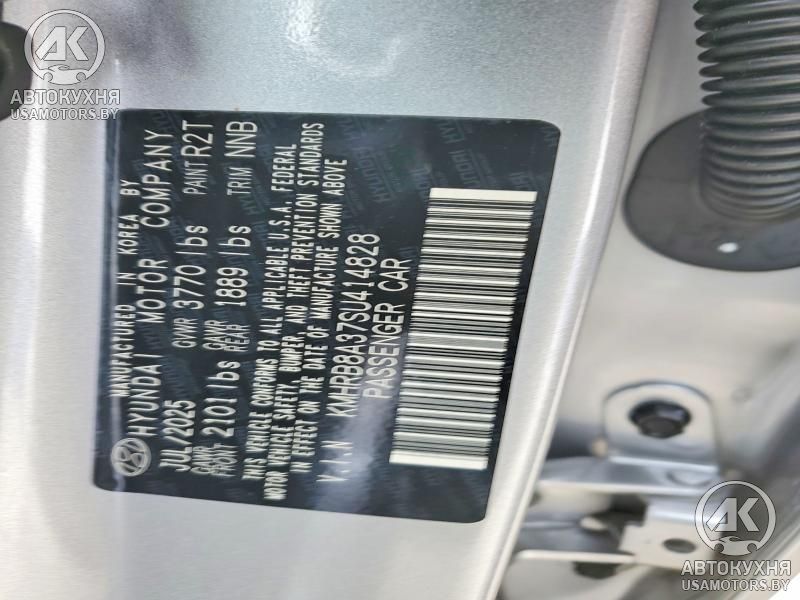 MANUFACTURED IN KOREA BY
HYUNDAI MOTOR COMPANY
JUL/2025 GVWR 3770 lbs PAINT R2T
GAWR FRONT 2101 lbs GAWR REAR 1889 lbs TRIM NNB
THIS VEHICLE CONFORMS TO ALL APPLICABLE U.S.A. FEDERAL
MOTOR VEHICLE SAFETY, BUMPER, AND THEFT PREVENTION STANDARDS
IN EFFECT ON THE DATE OF MANUFACTURE SHOWN ABOVE
V.I.N KMHRB8A37SU414828
PASSENGER CAR
АК
АВТОКУХНЯ
USAMOTORS.BY
АК
АВТОКУХНЯ
USAMOTORS.BY